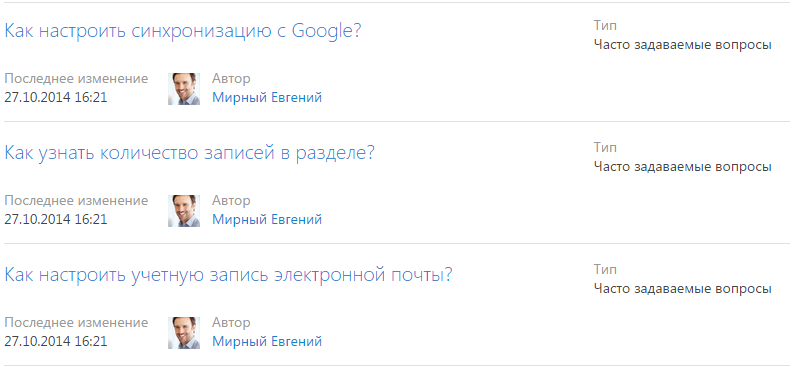 Как настроить синхронизацию с Google?
Тип
Часто задаваемые вопросы
Последнее изменение
27.10.2014 16:21
Автор
Мирный Евгений
Как узнать количество записей в разделе?
Тип
Часто задаваемые вопросы
Последнее изменение
27.10.2014 16:21
Автор
Мирный Евгений
Как настроить учетную запись электронной почты?
Тип
Часто задаваемые вопросы
Последнее изменение
27.10.2014 16:21
Автор
Мирный Евгений